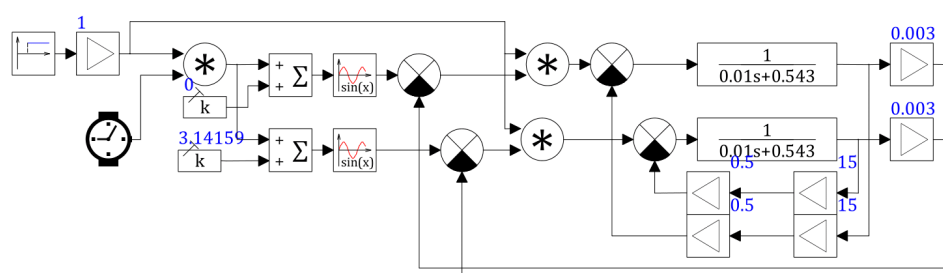 1
0.003
*
0
k
+
+
Σ
sin(x)
*
1
0.01s+0.543
3.14159
k
+
+
Σ
sin(x)
*
1
0.01s+0.543
0.003
0.5
15
0.5
15